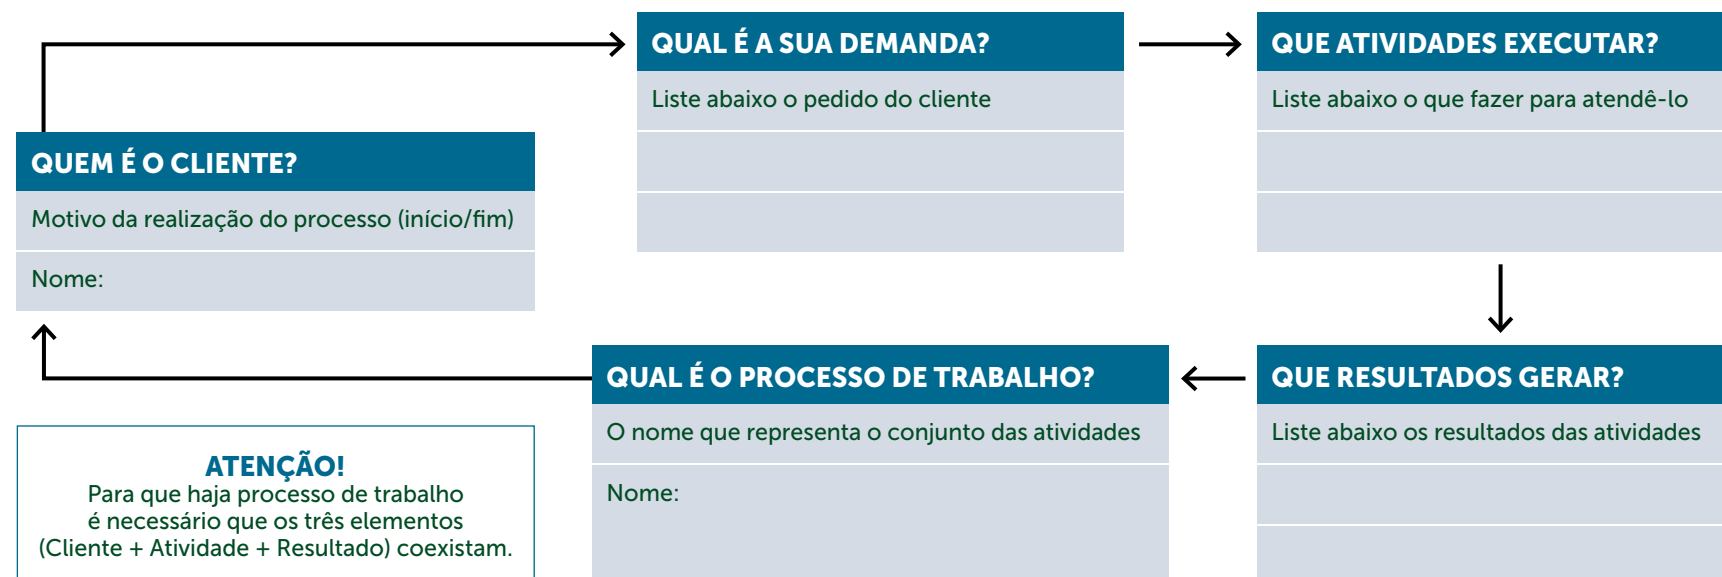 QUEM É O CLIENTE?
Motivo da realização do processo (início/fim)
Nome:
QUAL É A SUA DEMANDA?
Liste abaixo o pedido do cliente
QUE ATIVIDADES EXECUTAR?
Liste abaixo o que fazer para atendê-lo
QUE RESULTADOS GERAR?
Liste abaixo os resultados das atividades
QUAL É O PROCESSO DE TRABALHO?
O nome que representa o conjunto das atividades
Nome:
ATENÇÃO!
Para que haja processo de trabalho
é necessário que os três elementos
(Cliente + Atividade + Resultado) coexistam.